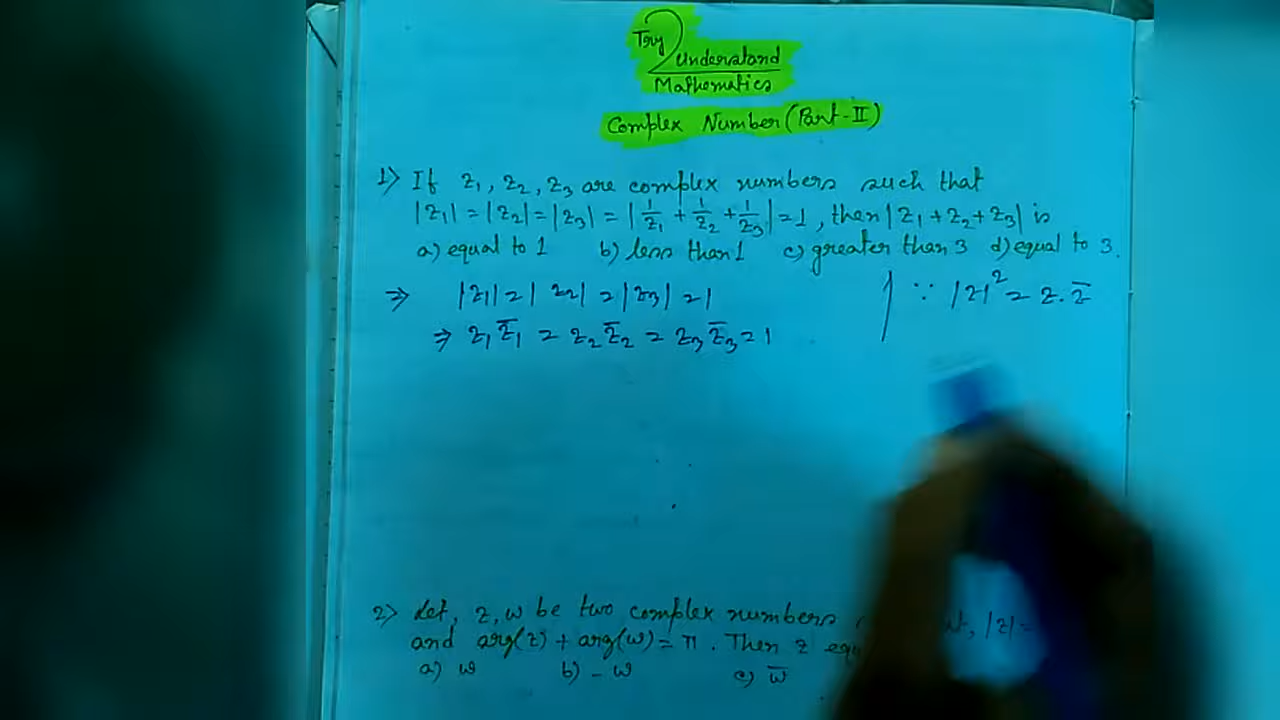 Try 2 Understand
Mathematics
Complex Number (Part-II)
1) If z₁, z₂, z₃ are complex numbers such that
|z₁| = |z₂| = |z₃| = |1/z₁ + 1/z₂ + 1/z₃| = 1, then |z₁ + z₂ + z₃| is
a) equal to 1 b) less than 1 c) greater than 3 d) equal to 3.
⇒ |z₁| = |z₂| = |z₃| = 1 ∵ |z|² = z.z̄
⇒ z₁z̄₁ = z₂z̄₂ = z₃z̄₃ = 1
2) Let, z, w be two complex numbers |z| =
and arg(z) + arg(w) = π. Then z
a) w b) - w c) w̄